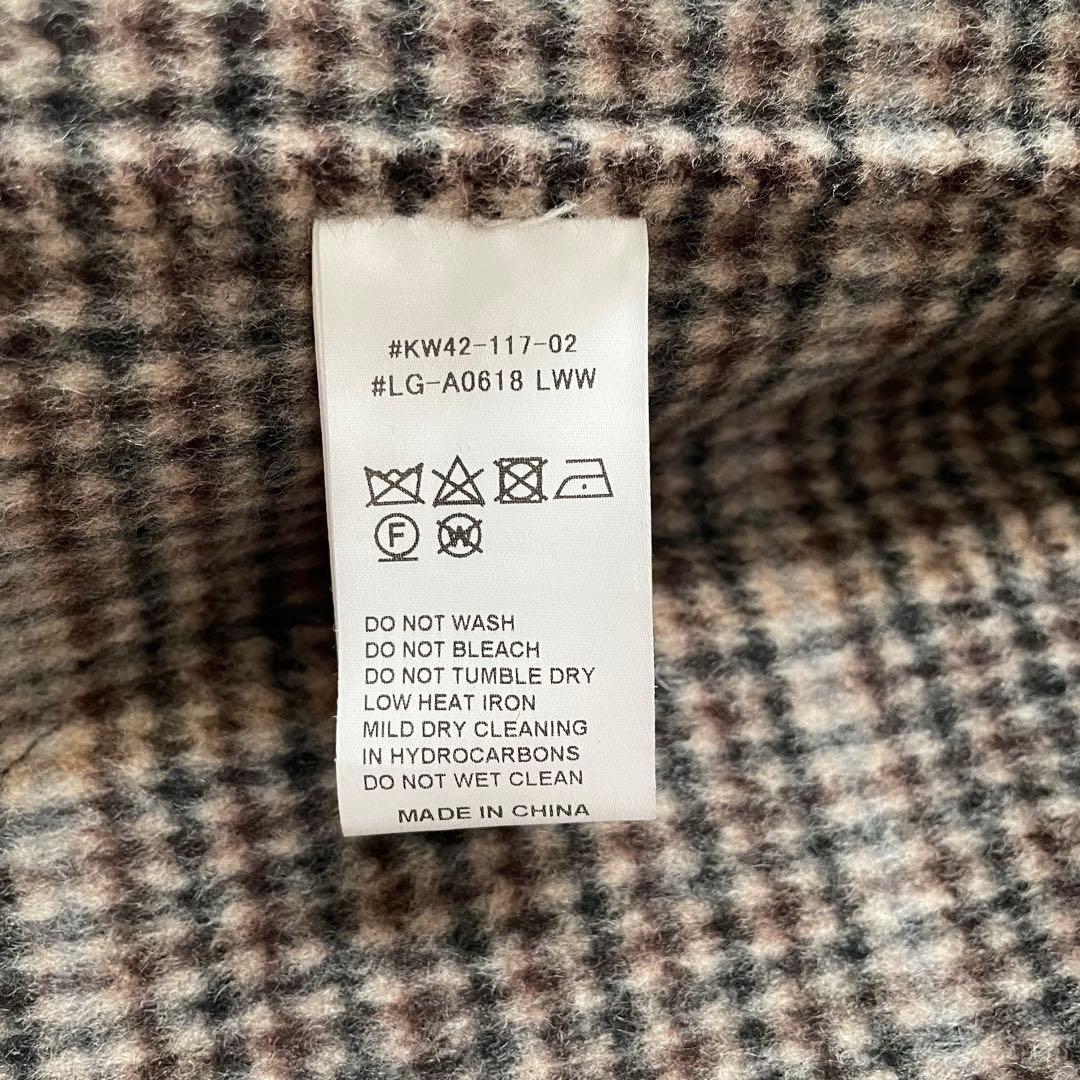 #KW42-117-02
#LG-A0618 LWW
F W
DO NOT WASH
DO NOT BLEACH
DO NOT TUMBLE DRY
LOW HEAT IRON
MILD DRY CLEANING
IN HYDROCARBONS
DO NOT WET CLEAN
MADE IN CHINA